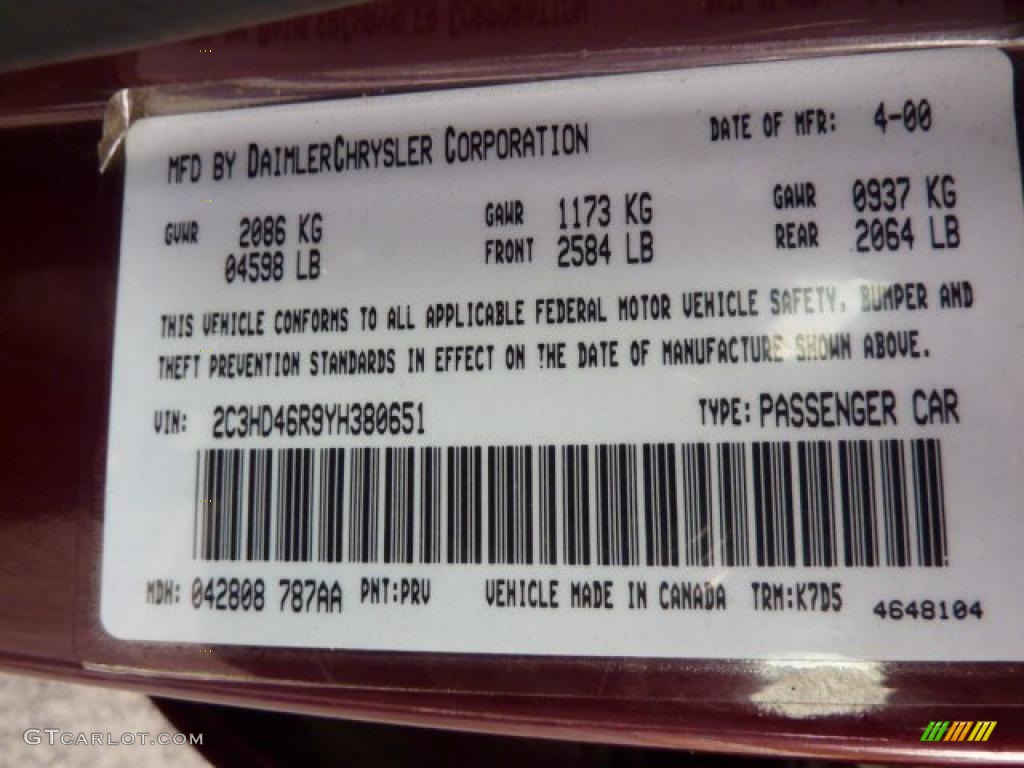 MFD BY DAIMLERCHRYSLER CORPORATION DATE OF MFR: 4-00
GVWR 2086 KG GAWR 1173 KG GAWR 0937 KG
04598 LB FRONT 2584 LB REAR 2064 LB
THIS VEHICLE CONFORMS TO ALL APPLICABLE FEDERAL MOTOR VEHICLE SAFETY, BUMPER AND
THEFT PREVENTION STANDARDS IN EFFECT ON THE DATE OF MANUFACTURE SHOWN ABOVE.
VIN: 2C3HD46R9YH380651 TYPE: PASSENGER CAR
MDH: 042808 787AA PNT:PRV VEHICLE MADE IN CANADA TRM:K7D5 4648104
GTCARLOT.COM